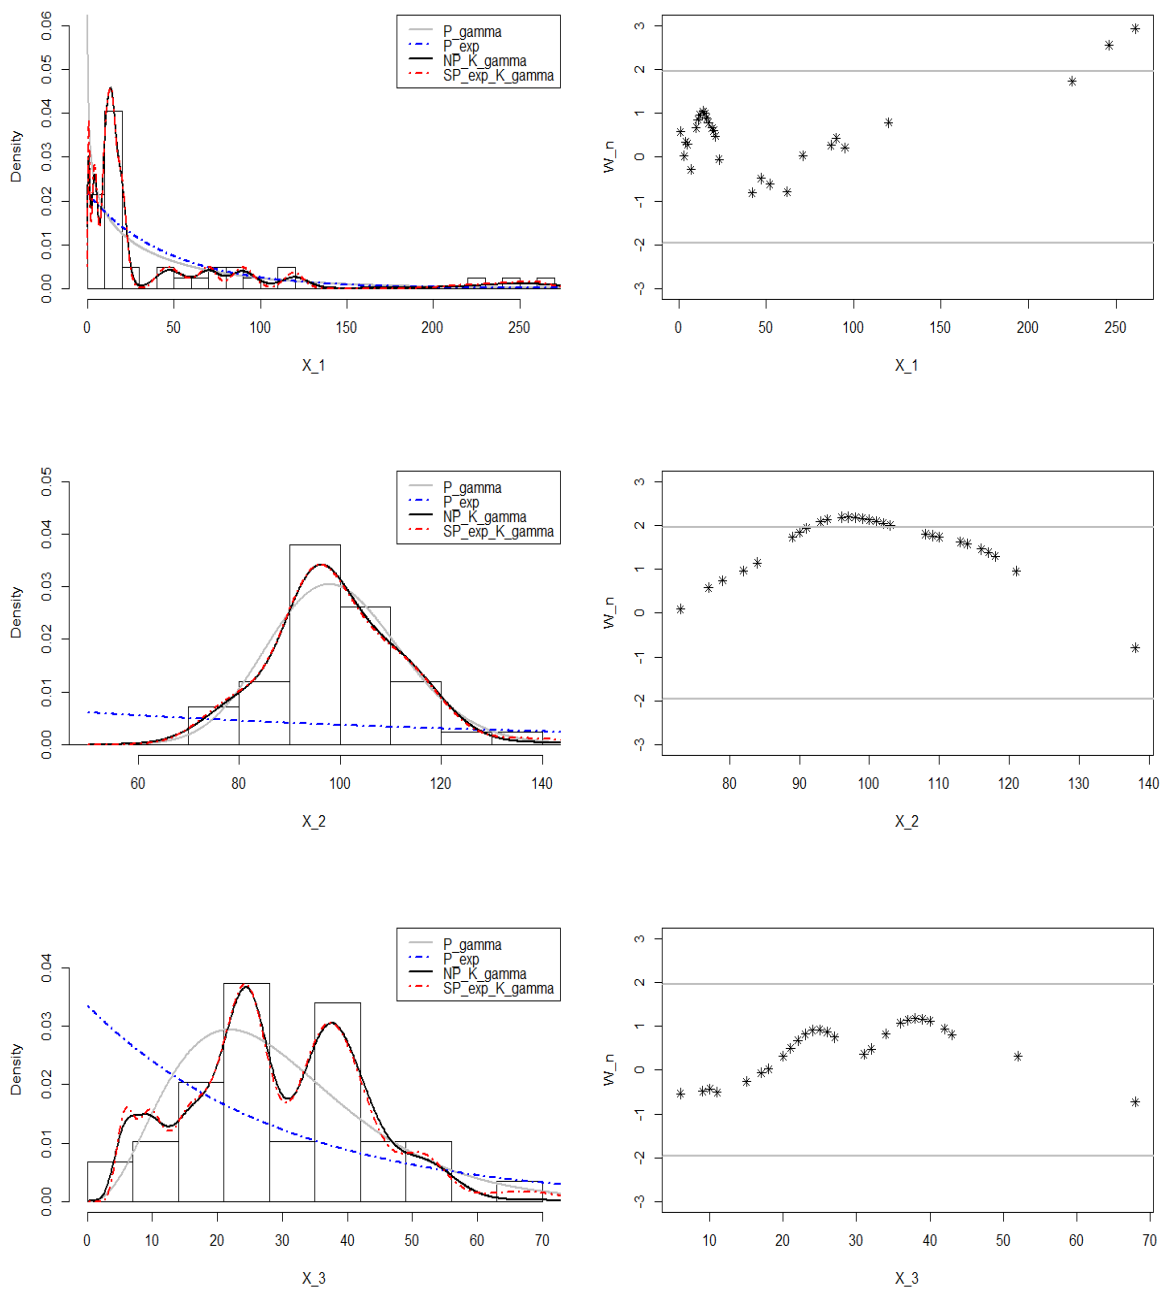 0.06
0.05
0.04
0.03
0.02
0.01
0.00
Density
P_gamma
P_exp
NP_K_gamma
SP_exp_K_gamma
0 50 100 150 200 250
X_1
3
2
1
0
-1
-2
-3
W_n
0 50 100 150 200 250
X_1
0.05
0.04
0.03
0.02
0.01
0.00
Density
P_gamma
P_exp
NP_K_gamma
SP_exp_K_gamma
60 80 100 120 140
X_2
3
2
1
0
-1
-2
-3
W_n
80 90 100 110 120 130 140
X_2
0.04
0.03
0.02
0.01
0.00
Density
P_gamma
P_exp
NP_K_gamma
SP_exp_K_gamma
0 10 20 30 40 50 60 70
X_3
3
2
1
0
-1
-2
-3
W_n
10 20 30 40 50 60 70
X_3